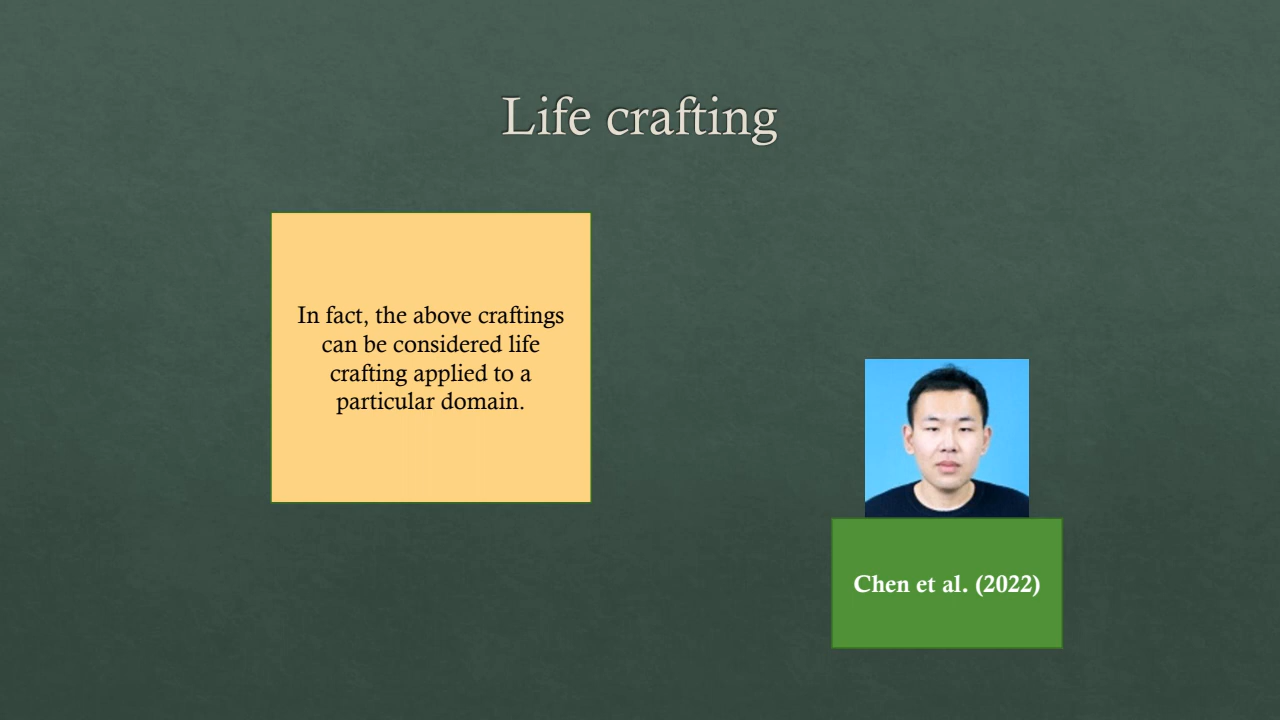 Life crafting
In fact, the above craftings
can be considered life
crafting applied to a
particular domain.
Chen et al. (2022)